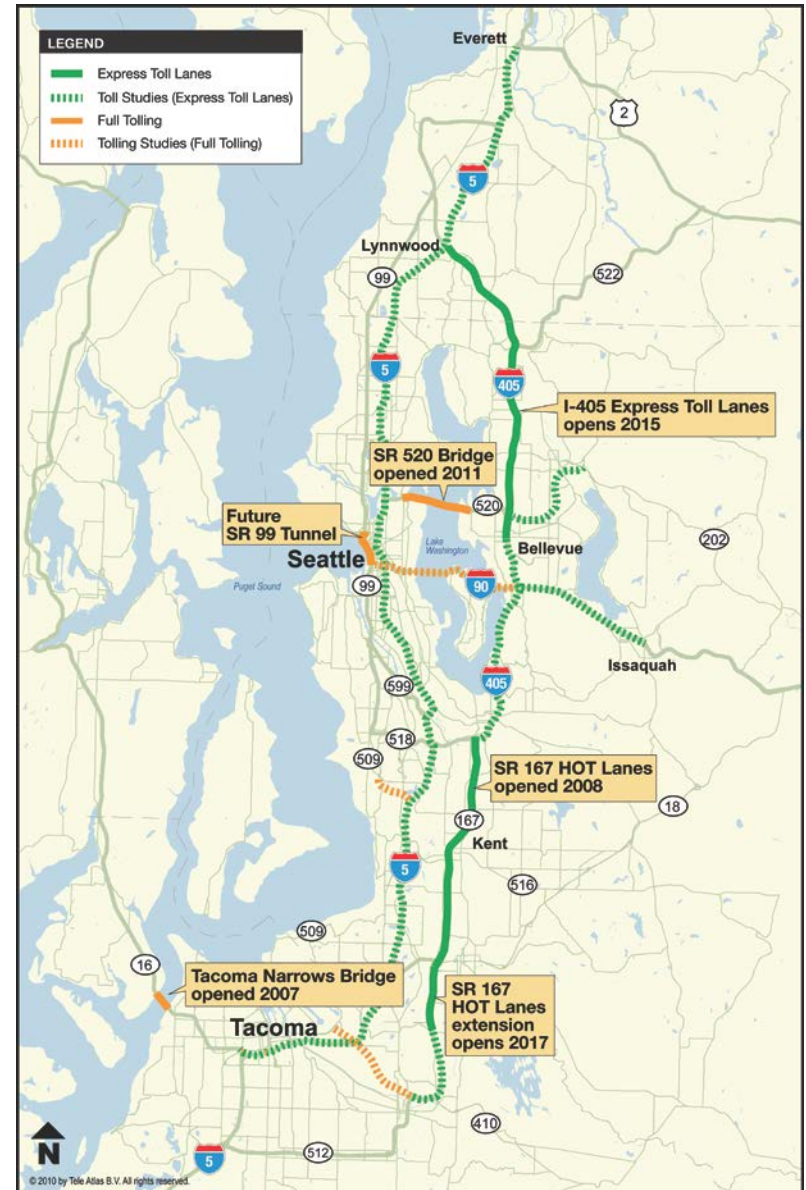 LEGEND
Express Toll Lanes
Toll Studies (Express Toll Lanes)
Full Tolling
Tolling Studies (Full Tolling)
Everett
2
5
Lynnwood
99
522
5
405
I-405 Express Toll Lanes
opens 2015
SR 520 Bridge
opened 2011
520
Future
SR 99 Tunnel
Seattle
Lake
Washington
Bellevue
202
Puget Sound
99
90
Issaquah
599
405
518
509
SR 167 HOT Lanes
opened 2008
18
167
Kent
5
516
509
16
Tacoma Narrows Bridge
opened 2007
SR 167
HOT Lanes
extension
opens 2017
Tacoma
410
N
512
5
© 2010 by Tele Atlas B.V. All rights reserved.